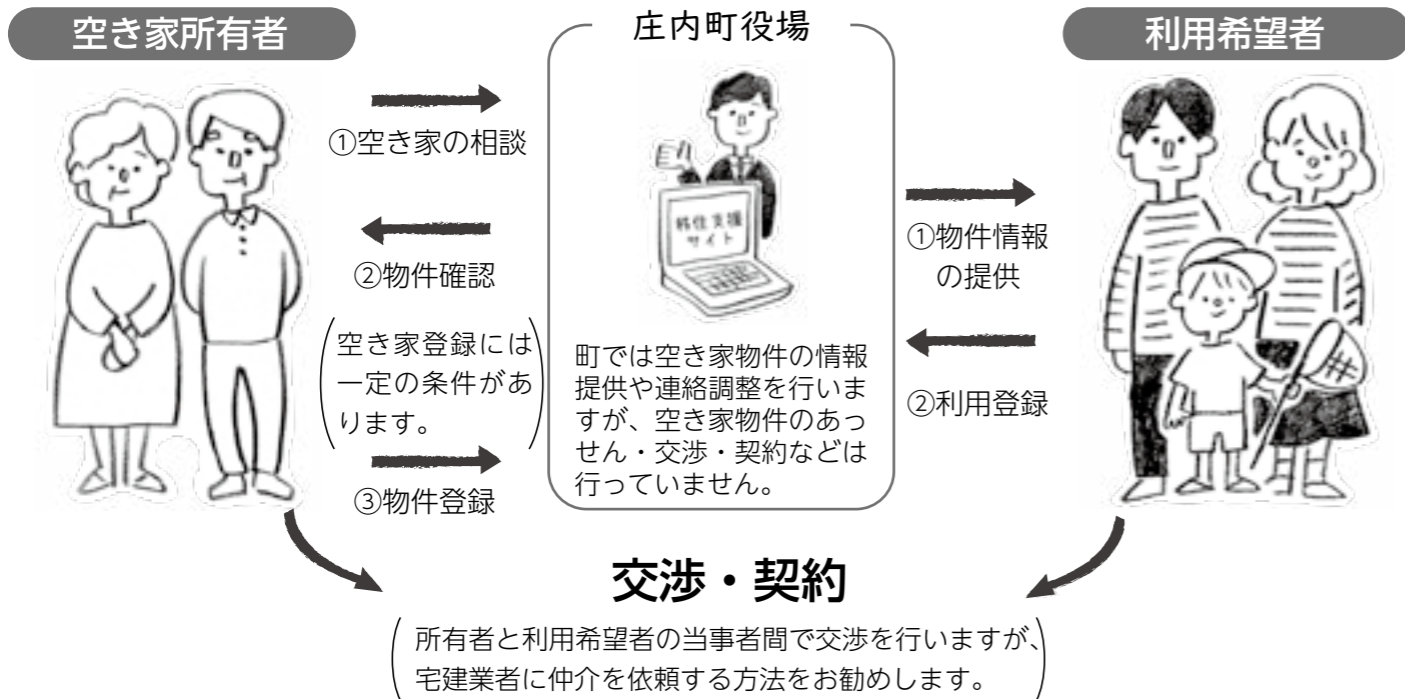 空き家所有者
庄内町役場
利用希望者
①空き家の相談
②物件確認
空き家登録には
一定の条件があ
ります。
③物件登録
移住支援
サイト
町では空き家物件の情報
提供や連絡調整を行いま
すが、空き家物件のあっ
せん・交渉・契約などは
行っていません。
①物件情報
の提供
②利用登録
交渉・契約
所有者と利用希望者の当事者間で交渉を行いますが、
宅建業者に仲介を依頼する方法をお勧めします。